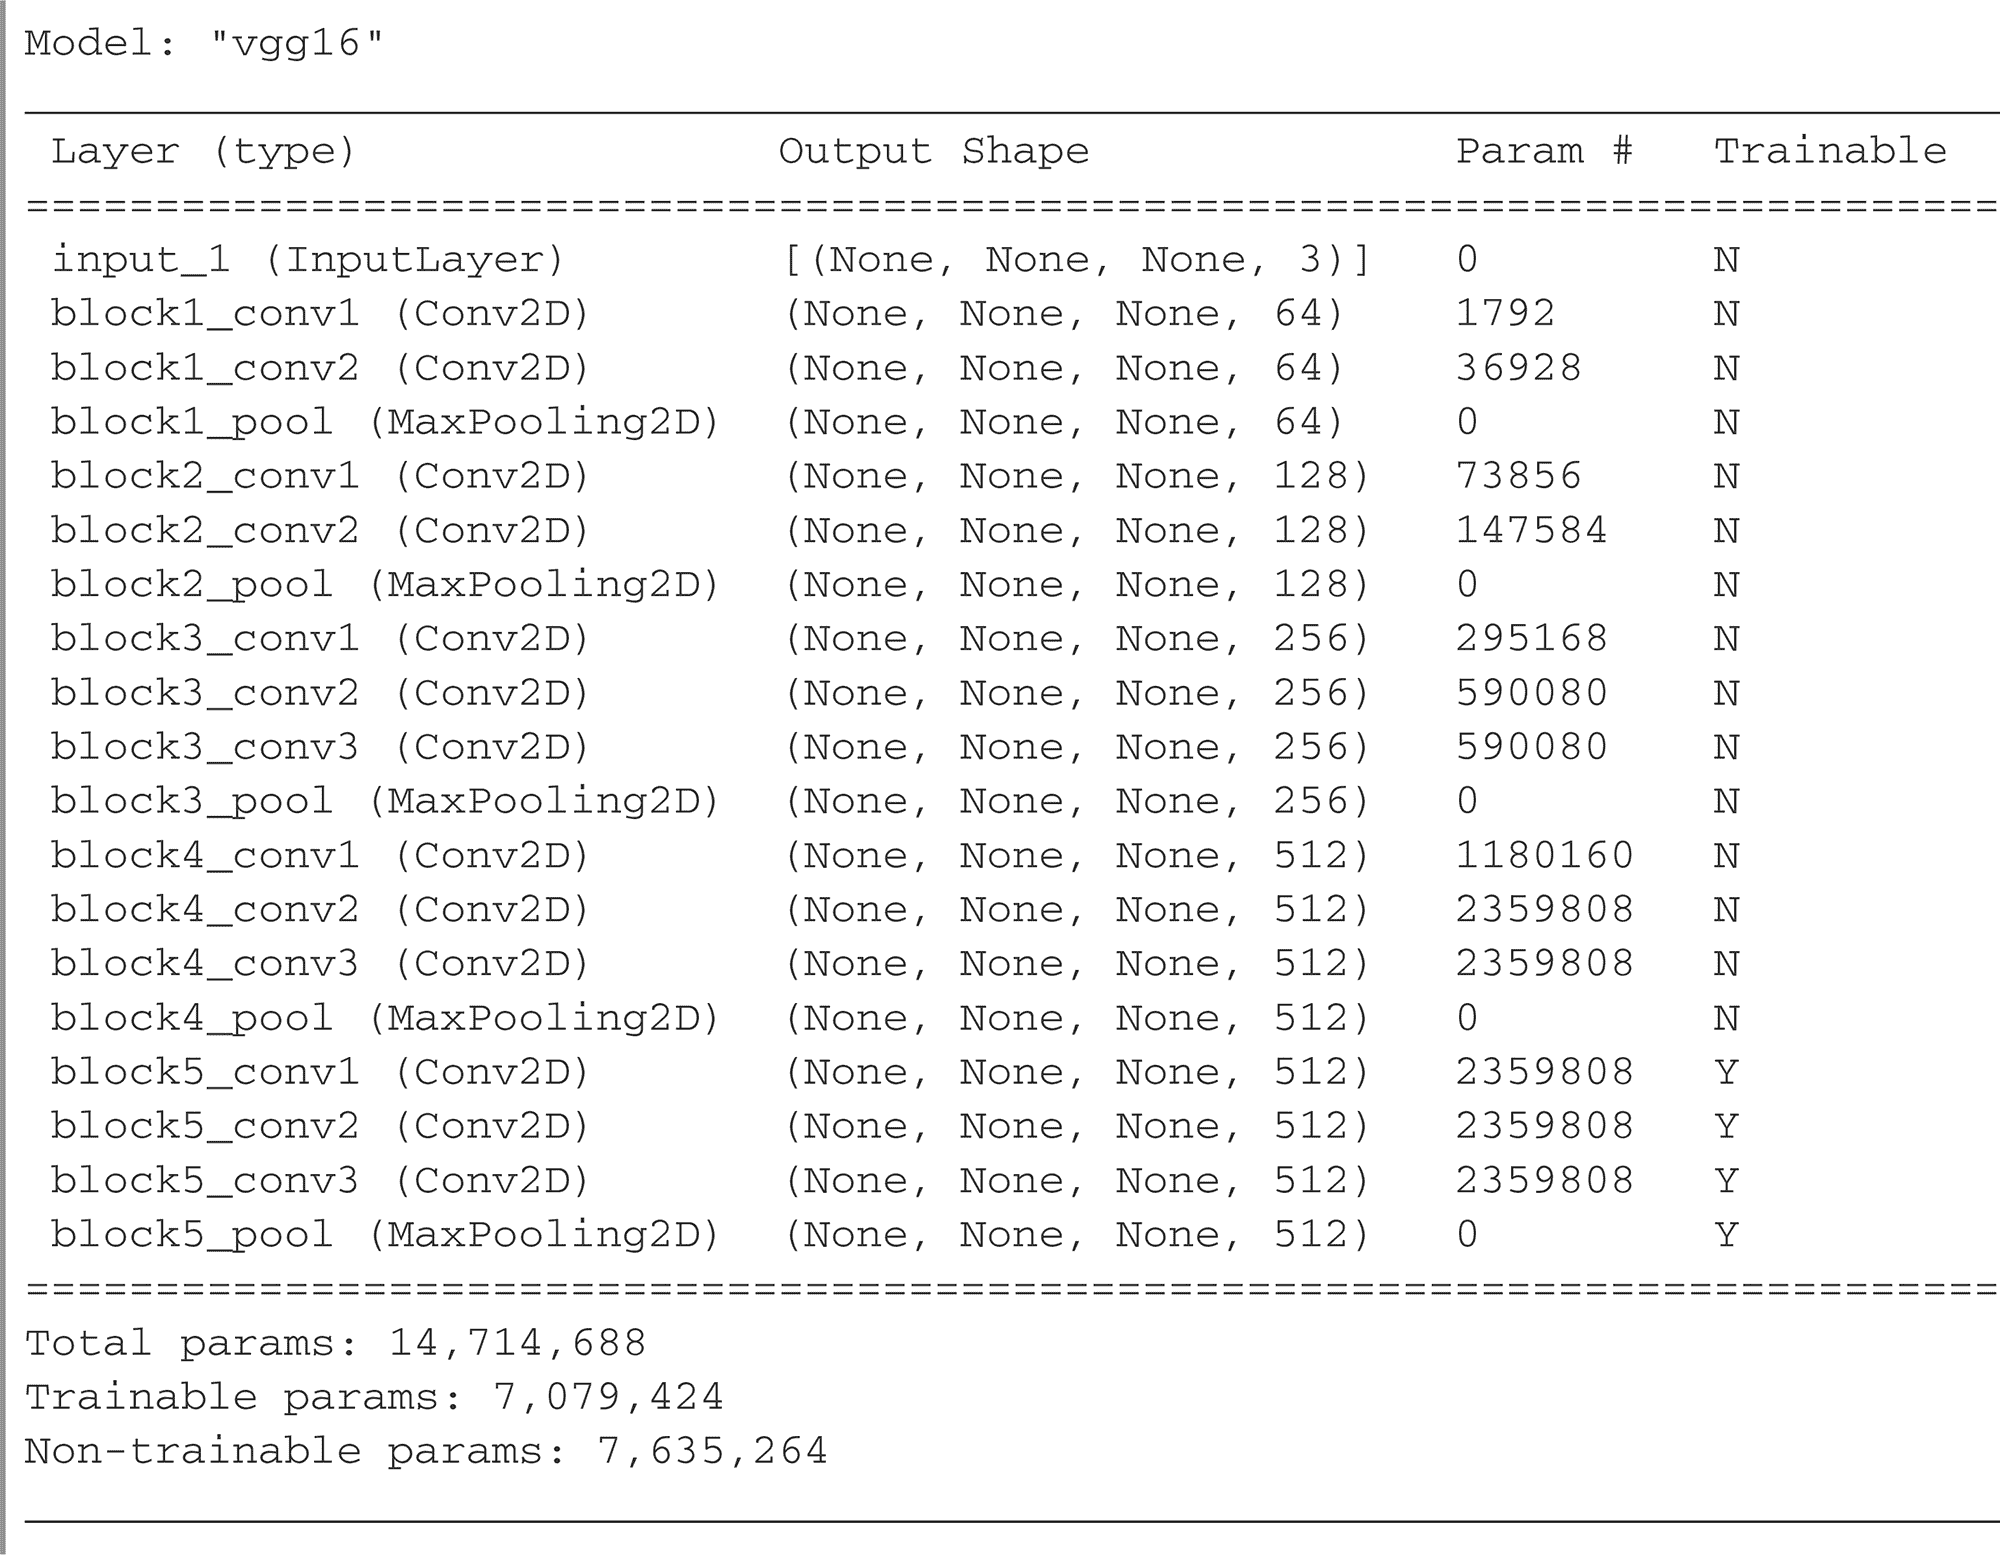 Model: "vgg16"
Layer (type) Output Shape Param # Trainable
============================================================================
input_1 (InputLayer) [(None, None, None, 3)] 0 N
block1_conv1 (Conv2D) (None, None, None, 64) 1792 N
block1_conv2 (Conv2D) (None, None, None, 64) 36928 N
block1_pool (MaxPooling2D) (None, None, None, 64) 0 N
block2_conv1 (Conv2D) (None, None, None, 128) 73856 N
block2_conv2 (Conv2D) (None, None, None, 128) 147584 N
block2_pool (MaxPooling2D) (None, None, None, 128) 0 N
block3_conv1 (Conv2D) (None, None, None, 256) 295168 N
block3_conv2 (Conv2D) (None, None, None, 256) 590080 N
block3_conv3 (Conv2D) (None, None, None, 256) 590080 N
block3_pool (MaxPooling2D) (None, None, None, 256) 0 N
block4_conv1 (Conv2D) (None, None, None, 512) 1180160 N
block4_conv2 (Conv2D) (None, None, None, 512) 2359808 N
block4_conv3 (Conv2D) (None, None, None, 512) 2359808 N
block4_pool (MaxPooling2D) (None, None, None, 512) 0 N
block5_conv1 (Conv2D) (None, None, None, 512) 2359808 Y
block5_conv2 (Conv2D) (None, None, None, 512) 2359808 Y
block5_conv3 (Conv2D) (None, None, None, 512) 2359808 Y
block5_pool (MaxPooling2D) (None, None, None, 512) 0 Y
============================================================================
Total params: 14,714,688
Trainable params: 7,079,424
Non-trainable params: 7,635,264